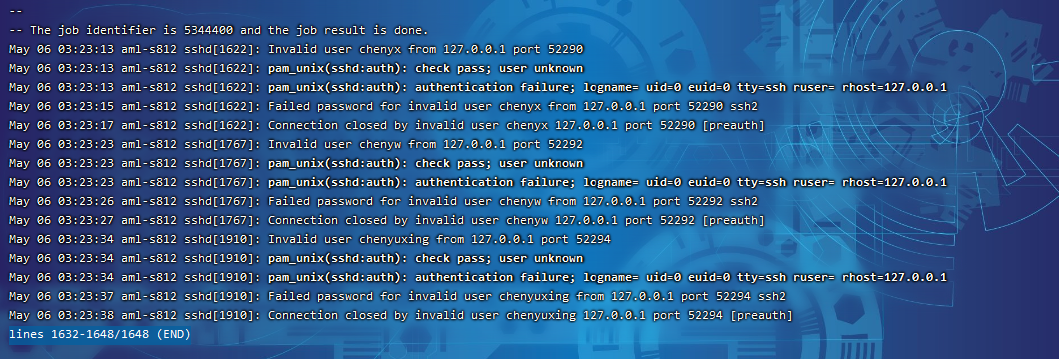 --
-- The job identifier is 5344400 and the job result is done.
May 06 03:23:13 aml-s812 sshd[1622]: Invalid user chenyx from 127.0.0.1 port 52290
May 06 03:23:13 aml-s812 sshd[1622]: pam_unix(sshd:auth): check pass; user unknown
May 06 03:23:13 aml-s812 sshd[1622]: pam_unix(sshd:auth): authentication failure; logname= uid=0 euid=0 tty=ssh ruser= rhost=127.0.0.1
May 06 03:23:15 aml-s812 sshd[1622]: Failed password for invalid user chenyx from 127.0.0.1 port 52290 ssh2
May 06 03:23:17 aml-s812 sshd[1622]: Connection closed by invalid user chenyx 127.0.0.1 port 52290 [preauth]
May 06 03:23:23 aml-s812 sshd[1767]: Invalid user chenyw from 127.0.0.1 port 52292
May 06 03:23:23 aml-s812 sshd[1767]: pam_unix(sshd:auth): check pass; user unknown
May 06 03:23:23 aml-s812 sshd[1767]: pam_unix(sshd:auth): authentication failure; logname= uid=0 euid=0 tty=ssh ruser= rhost=127.0.0.1
May 06 03:23:26 aml-s812 sshd[1767]: Failed password for invalid user chenyw from 127.0.0.1 port 52292 ssh2
May 06 03:23:27 aml-s812 sshd[1767]: Connection closed by invalid user chenyw 127.0.0.1 port 52292 [preauth]
May 06 03:23:34 aml-s812 sshd[1910]: Invalid user chenyuxing from 127.0.0.1 port 52294
May 06 03:23:34 aml-s812 sshd[1910]: pam_unix(sshd:auth): check pass; user unknown
May 06 03:23:34 aml-s812 sshd[1910]: pam_unix(sshd:auth): authentication failure; logname= uid=0 euid=0 tty=ssh ruser= rhost=127.0.0.1
May 06 03:23:37 aml-s812 sshd[1910]: Failed password for invalid user chenyuxing from 127.0.0.1 port 52294 ssh2
May 06 03:23:38 aml-s812 sshd[1910]: Connection closed by invalid user chenyuxing 127.0.0.1 port 52294 [preauth]
lines 1632-1648/1648 (END)